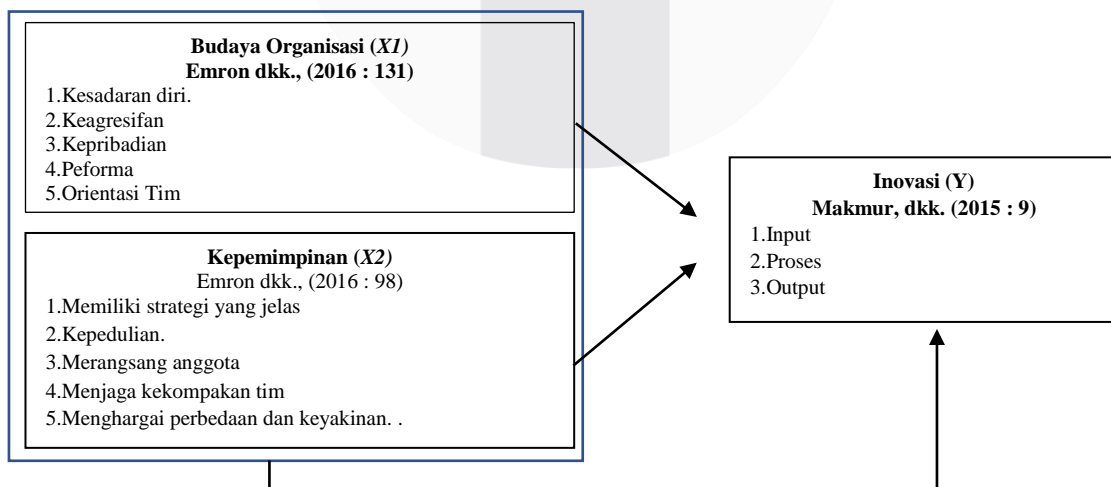 Budaya Organisasi (X1)
Emron dkk., (2016 : 131)
1.Kesadaran diri.
2.Keagresifan
3.Kepribadian
4.Peforma
5.Orientasi Tim
Kepemimpinan (X2)
Emron dkk., (2016 : 98)
1.Memiliki strategi yang jelas
2.Kepedulian.
3.Merangsang anggota
4.Menjaga kekompakan tim
5.Menghargai perbedaan dan keyakinan. .
Inovasi (Y)
Makmur, dkk. (2015 : 9)
1.Input
2.Proses
3.Output